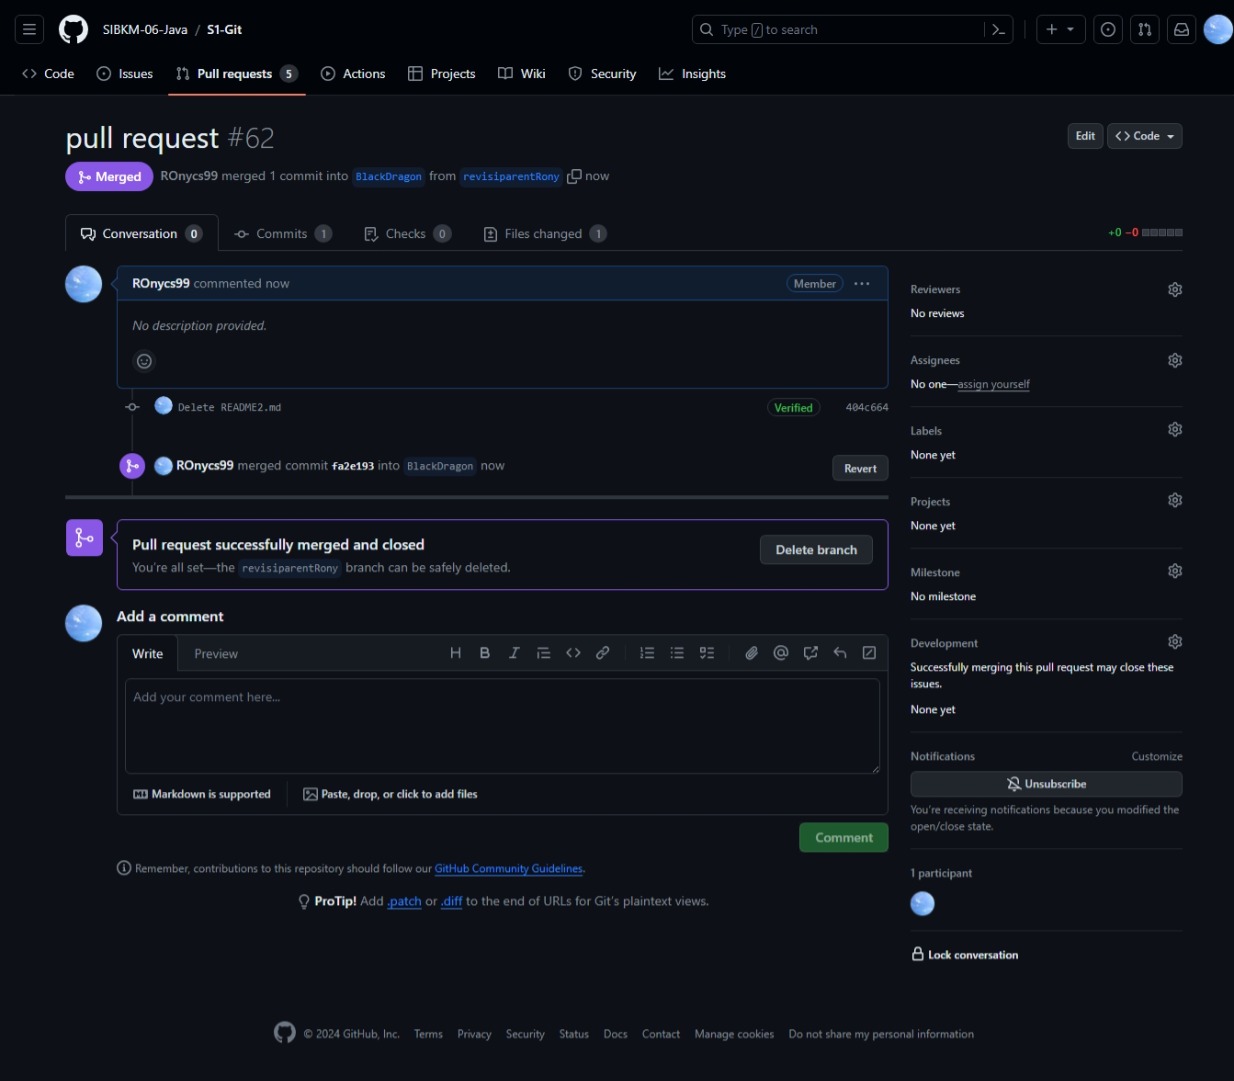 SIBKM-06-Java / S1-Git
Type / to search
Code Issues Pull requests 5 Actions Projects Wiki Security Insights
pull request #62
Edit <> Code
Merged ROnycs99 merged 1 commit into BlackDragon from revisiparentRony now
Conversation 0 Commits 1 Checks 0 Files changed 1 +0 −0
ROnycs99 commented now Member ...
No description provided.
Delete README2.md Verified 404c664
ROnycs99 merged commit fa2e193 into BlackDragon now
Revert
Pull request successfully merged and closed
You're all set—the revisiparentRony branch can be safely deleted.
Delete branch
Add a comment
Write Preview
Add your comment here...
Markdown is supported Paste, drop, or click to add files
Comment
Remember, contributions to this repository should follow our GitHub Community Guidelines.
ProTip! Add .patch or .diff to the end of URLs for Git's plaintext views.
Reviewers
No reviews
Assignees
No one—assign yourself
Labels
None yet
Projects
None yet
Milestone
No milestone
Development
Successfully merging this pull request may close these
issues.
None yet
Notifications Customize
Unsubscribe
You're receiving notifications because you modified the
open/close state.
1 participant
Lock conversation
© 2024 GitHub, Inc. Terms Privacy Security Status Docs Contact Manage cookies Do not share my personal information